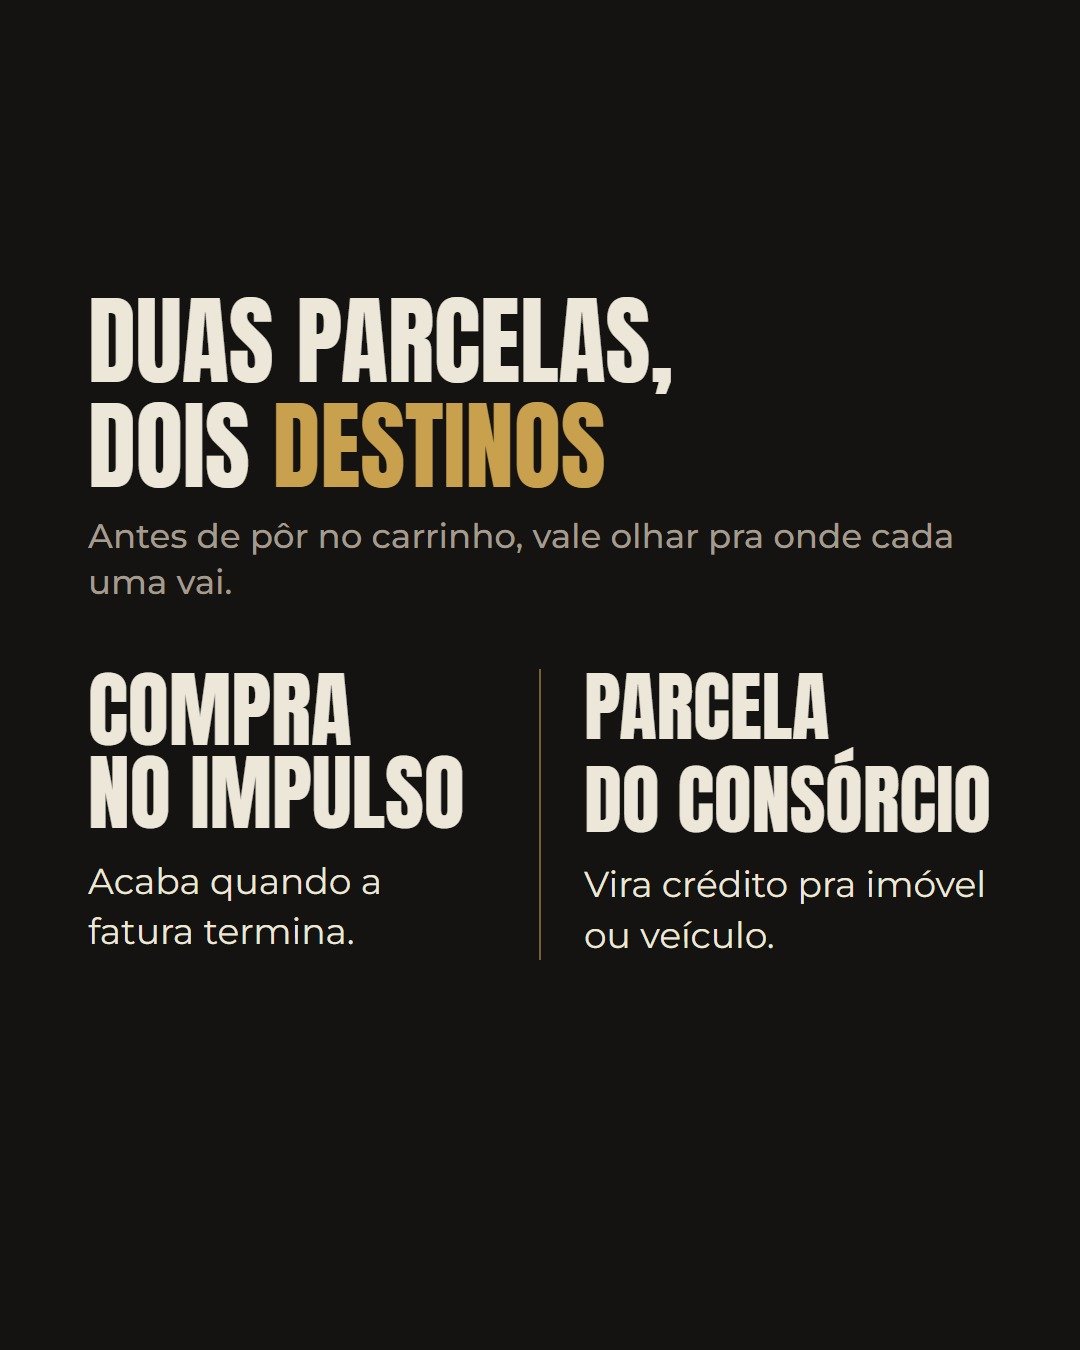 DUAS PARCELAS,
DOIS DESTINOS
Antes de pôr no carrinho, vale olhar pra onde cada
uma vai.
COMPRA
NO IMPULSO
Acaba quando a
fatura termina.
PARCELA
DO CONSÓRCIO
Vira crédito pra imóvel
ou veículo.